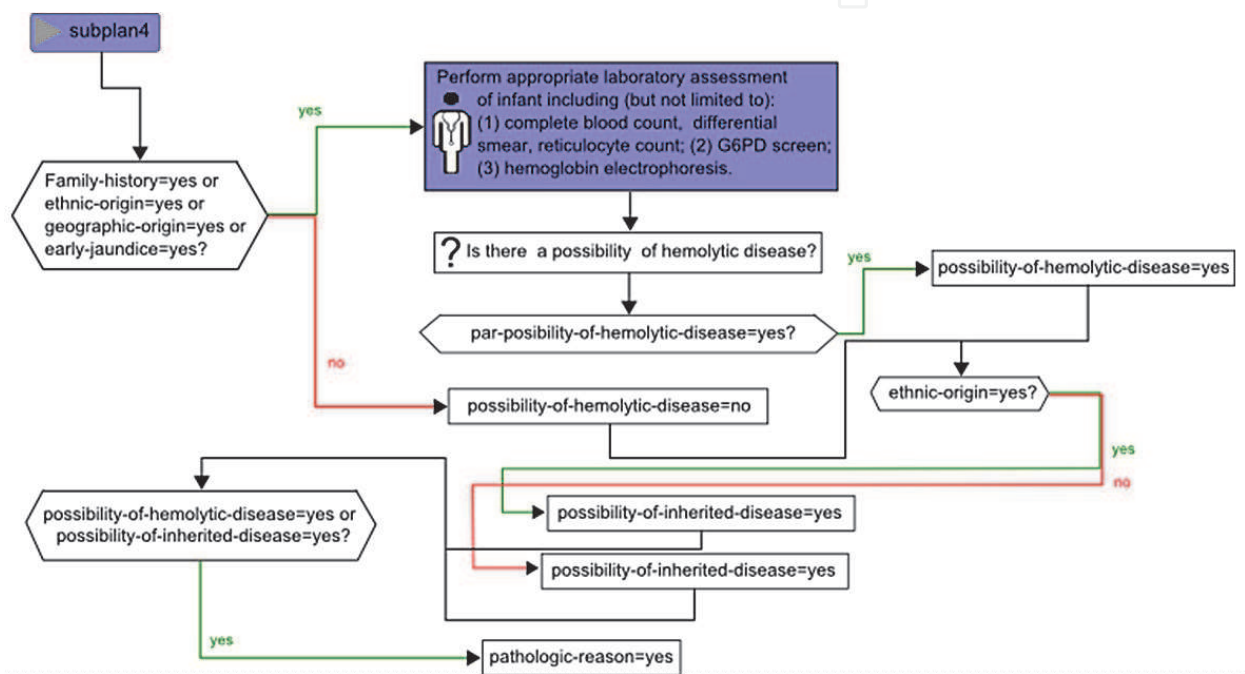 subplan4
Family-history=yes or
ethnic-origin=yes or
geographic-origin=yes or
early-jaundice=yes?
yes
Perform appropriate laboratory assessment
of infant including (but not limited to):
(1) complete blood count, differential
smear, reticulocyte count; (2) G6PD screen;
(3) hemoglobin electrophoresis.
? Is there a possibility of hemolytic disease?
par-posibility-of-hemolytic-disease=yes?
yes
possibility-of-hemolytic-disease=yes
no
possibility-of-hemolytic-disease=no
ethnic-origin=yes?
yes
no
possibility-of-inherited-disease=yes
possibility-of-inherited-disease=yes
possibility-of-hemolytic-disease=yes or
possibility-of-inherited-disease=yes?
yes
pathologic-reason=yes